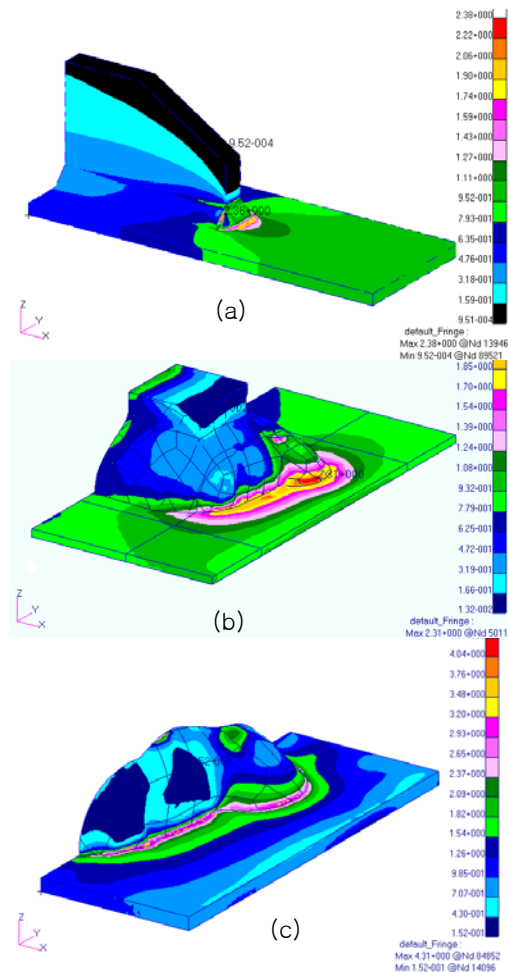 2.38+000
2.22+000
2.06+000
1.90+000
1.74+000
1.59+000
1.43+000
1.27+000
1.11+000
9.52-001
7.93-001
6.35-001
4.76-001
3.18-001
1.59-001
9.51-004
9.52-004
2.38+000
Z
Y
X
(a)
default_Fringe :
Max 2.38+000 @Nd 13946
Min 9.52-004 @Nd 89521
1.85+000
1.70+000
1.54+000
1.39+000
1.24+000
1.08+000
9.32-001
7.79-001
6.25-001
4.72-001
3.19-001
1.66-001
1.32-002
Z
Y
X
(b)
default_Fringe :
Max 2.31+000 @Nd 5011
4.04+000
3.76+000
3.48+000
3.20+000
2.93+000
2.65+000
2.37+000
2.09+000
1.82+000
1.54+000
1.26+000
9.85-001
7.07-001
4.30-001
1.52-001
Z
Y
X
(c)
default_Fringe :
Max 4.31+000 @Nd 84852
Min 1.52-001 @Nd 14096